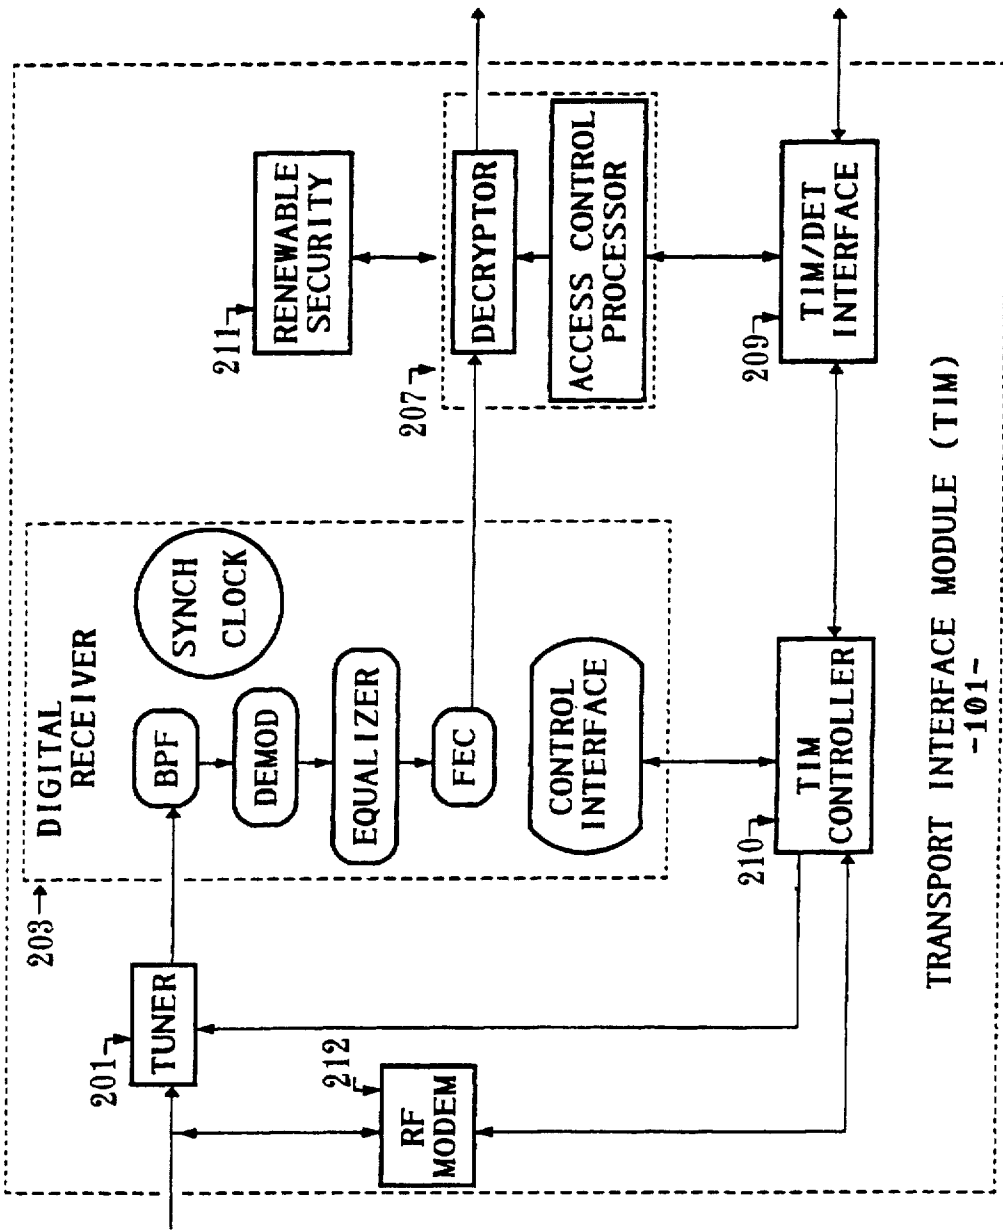 203
DIGITAL
RECEIVER
201
TUNER
BPF
SYNCH
CLOCK
DEMOD
EQUALIZER
FEC
CONTROL
INTERFACE
211
RENEWABLE
SECURITY
207
DECRYPTOR
ACCESS CONTROL
PROCESSOR
212
RF
MODEM
210
TIM
CONTROLLER
209
TIM/DET
INTERFACE
TRANSPORT INTERFACE MODULE (TIM)
-101-